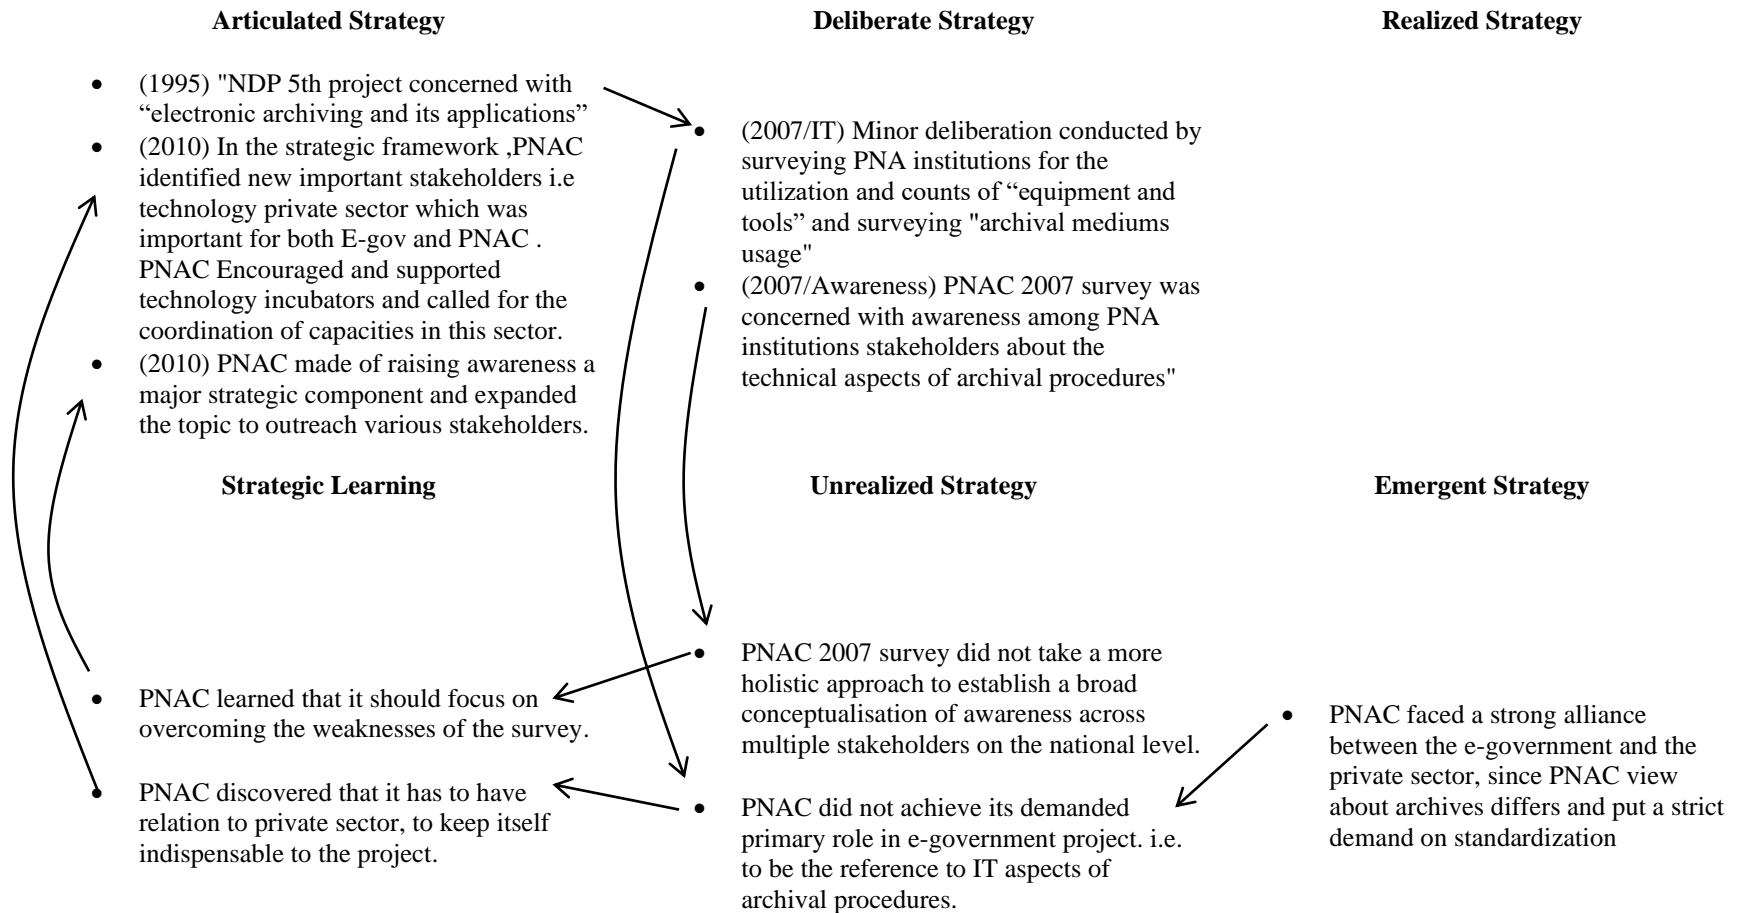 Articulated Strategy
Deliberate Strategy
Realized Strategy
• (1995) "NDP 5th project concerned with
“electronic archiving and its applications”
• (2010) In the strategic framework ,PNAC
identified new important stakeholders i.e
technology private sector which was
important for both E-gov and PNAC .
PNAC Encouraged and supported
technology incubators and called for the
coordination of capacities in this sector.
• (2010) PNAC made of raising awareness a
major strategic component and expanded
the topic to outreach various stakeholders.
• (2007/IT) Minor deliberation conducted by
surveying PNA institutions for the
utilization and counts of “equipment and
tools” and surveying "archival mediums
usage"
• (2007/Awareness) PNAC 2007 survey was
concerned with awareness among PNA
institutions stakeholders about the
technical aspects of archival procedures"
Strategic Learning
Unrealized Strategy
Emergent Strategy
• PNAC learned that it should focus on
overcoming the weaknesses of the survey.
• PNAC discovered that it has to have
relation to private sector, to keep itself
indispensable to the project.
• PNAC 2007 survey did not take a more
holistic approach to establish a broad
conceptualisation of awareness across
multiple stakeholders on the national level.
• PNAC did not achieve its demanded
primary role in e-government project. i.e.
to be the reference to IT aspects of
archival procedures.
• PNAC faced a strong alliance
between the e-government and the
private sector, since PNAC view
about archives differs and put a strict
demand on standardization